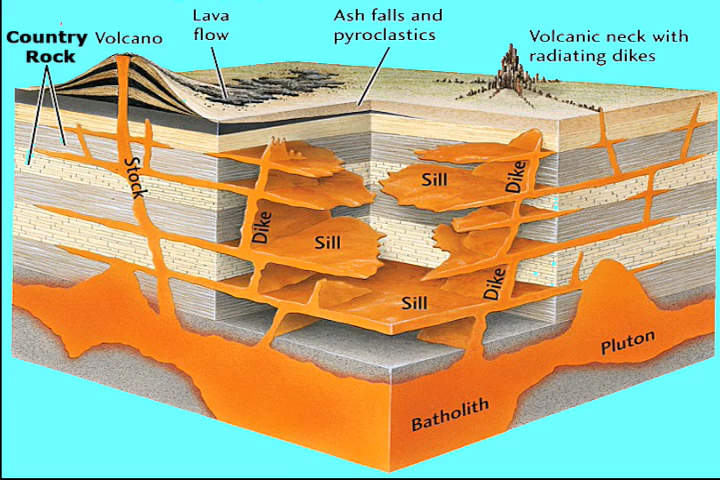 Country
Rock
Volcano
Lava
flow
Ash falls and
pyroclastics
Volcanic neck with
radiating dikes
Stock
Dike
Sill
Sill
Dike
Sill
Dike
Batholith
Pluton